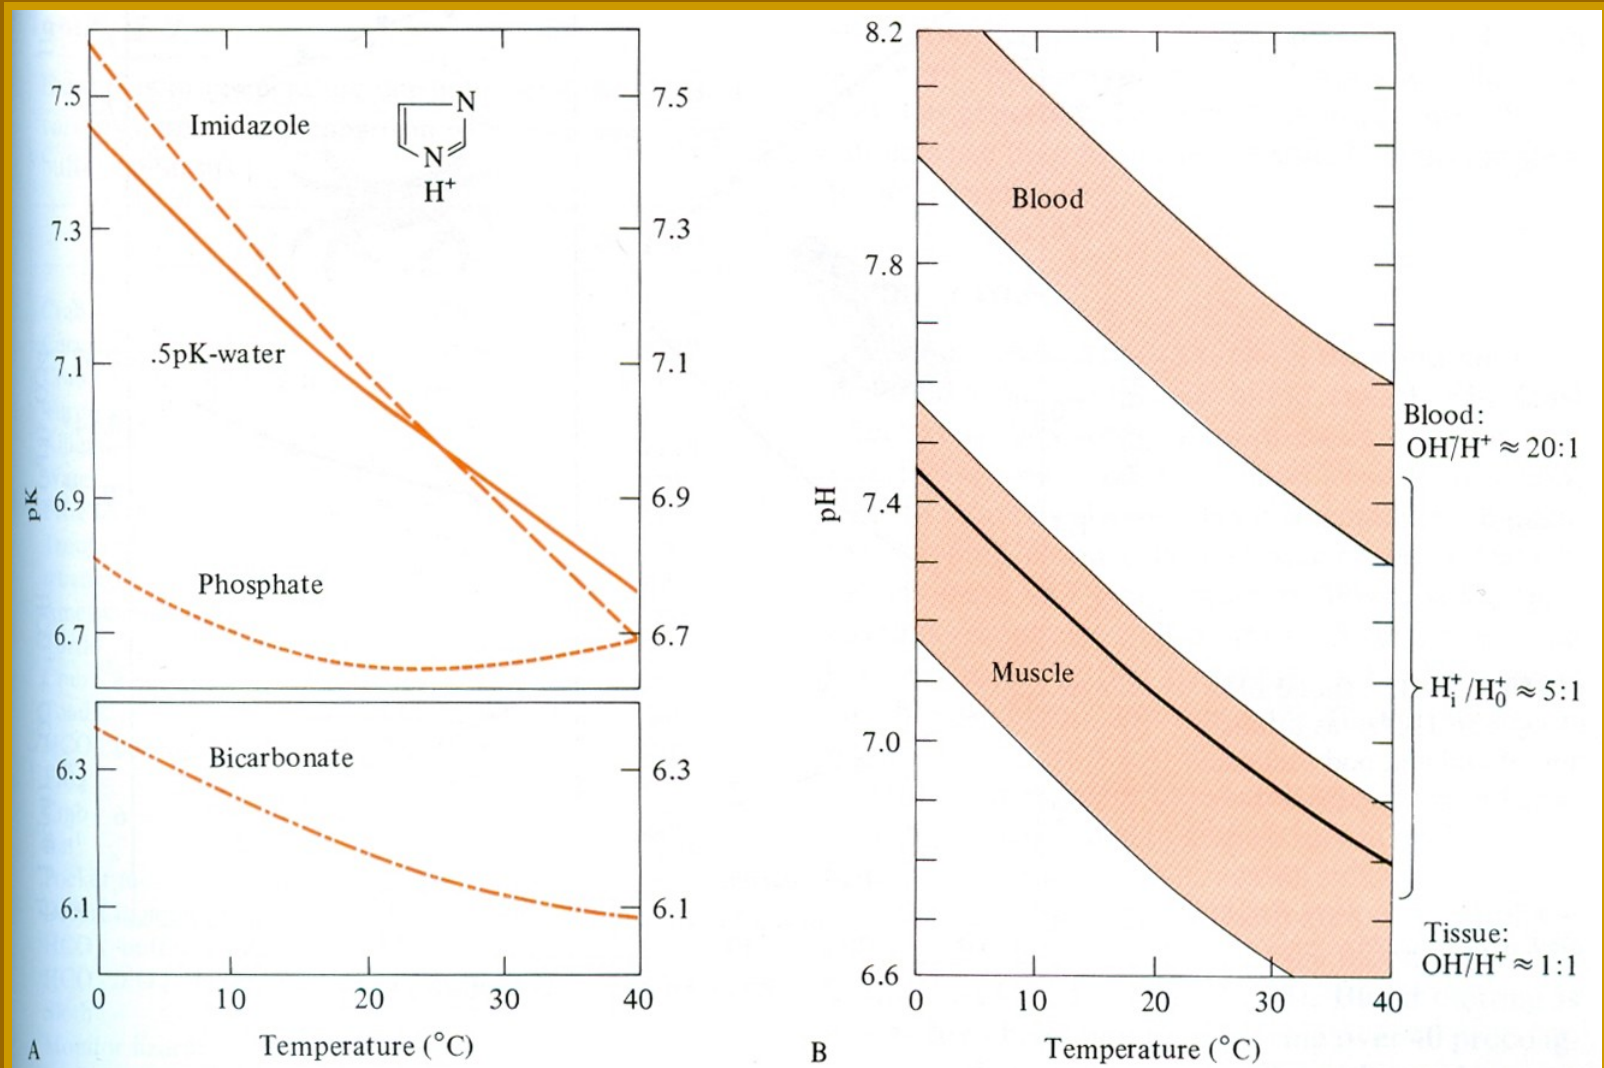 7.5
7.3
7.1
6.9
6.7
6.3
6.1
pK
Imidazole
N
N
H⁺
.5pK-water
Phosphate
Bicarbonate
7.5
7.3
7.1
6.9
6.7
6.3
6.1
0 10 20 30 40
Temperature (°C)
A
8.2
7.8
7.4
7.0
6.6
pH
Blood
Muscle
Blood:
OH⁻/H⁺ ≈ 20:1
H⁺ᵢ/H⁺₀ ≈ 5:1
Tissue:
OH⁻/H⁺ ≈ 1:1
0 10 20 30 40
Temperature (°C)
B